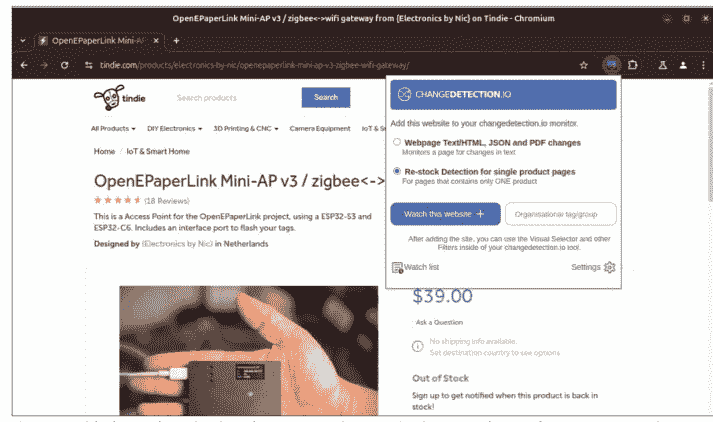 OpenEPaperLink Mini-AP v3 / zigbee<->wifi gateway from (Electronics by Nic) on Tindie - Chromium
OpenEPaperLink Mini-AP
tindie.com/products/electronics-by-nic/openepaperlink-mini-ap-v3-zigbee-wifi-gateway/
tindie
Search products
Search
All Products
DIY Electronics
3D Printing & CNC
Camera Equipment
IoT & S
Home / IoT & Smart Home
OpenEPaperLink Mini-AP v3 / zigbee<->
(18 Reviews)
This is a Access Point for the OpenEPaperLink project, using a ESP32-S3 and
ESP32-C6. Includes an interface port to flash your tags.
Designed by (Electronics by Nic) in Netherlands
CHANGEDETECTION.IO
Add this website to your changedetection.io monitor.
Webpage Text/HTML, JSON and PDF changes
Monitors a page for changes in text
Re-stock Detection for single product pages
For pages that contains only ONE product
Watch this website +
Organisational tag/group
After adding the site, you can use the Visual Selector and other
Filters inside of your changedetection.io tool.
Watch list
Settings
$39.00
Ask a Question
No shipping info available.
Set destination country to see options
Out of Stock
Sign up to get notified when this product is back in
stock!